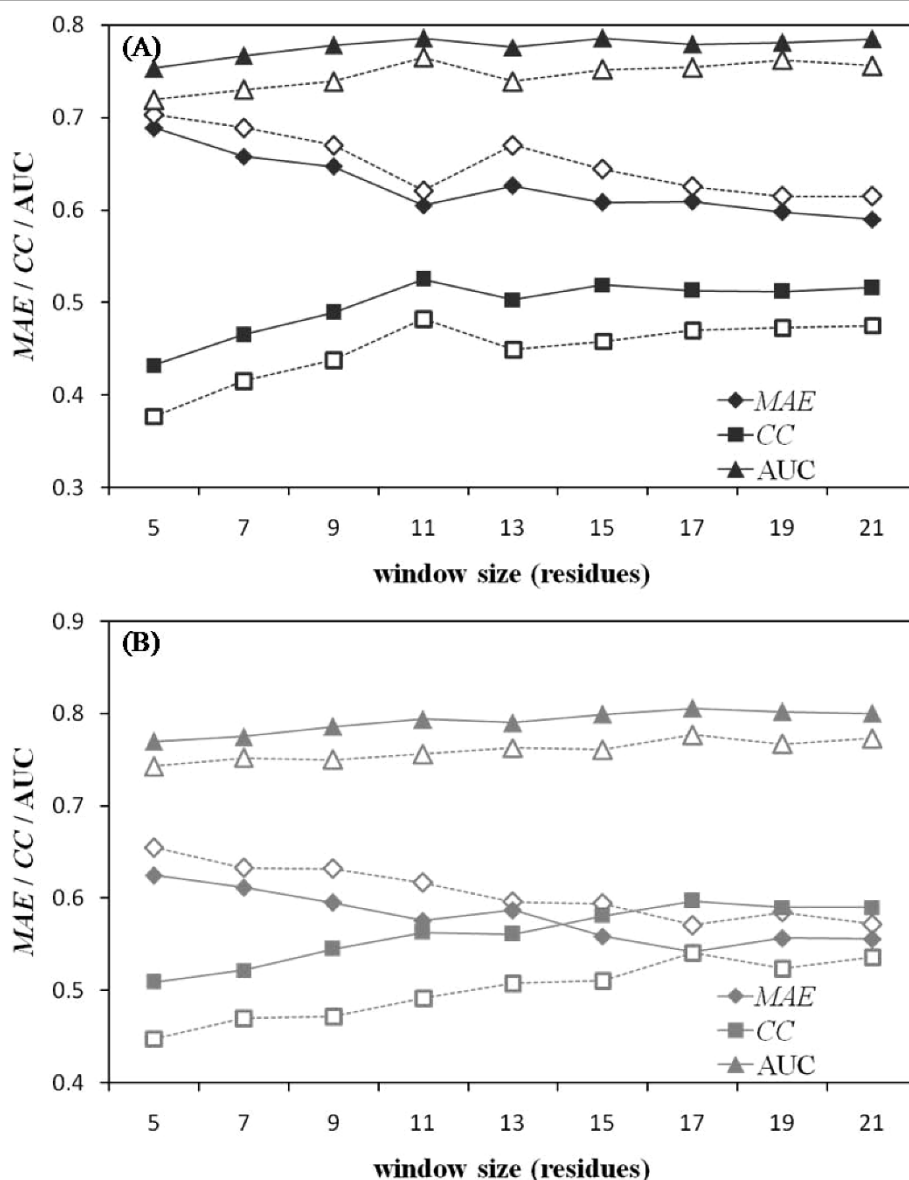 (A)
0.8
0.7
0.6
0.5
0.4
0.3
MAE / CC / AUC
MAE
CC
AUC
5 7 9 11 13 15 17 19 21
window size (residues)
(B)
0.9
0.8
0.7
0.6
0.5
0.4
MAE / CC / AUC
MAE
CC
AUC
5 7 9 11 13 15 17 19 21
window size (residues)